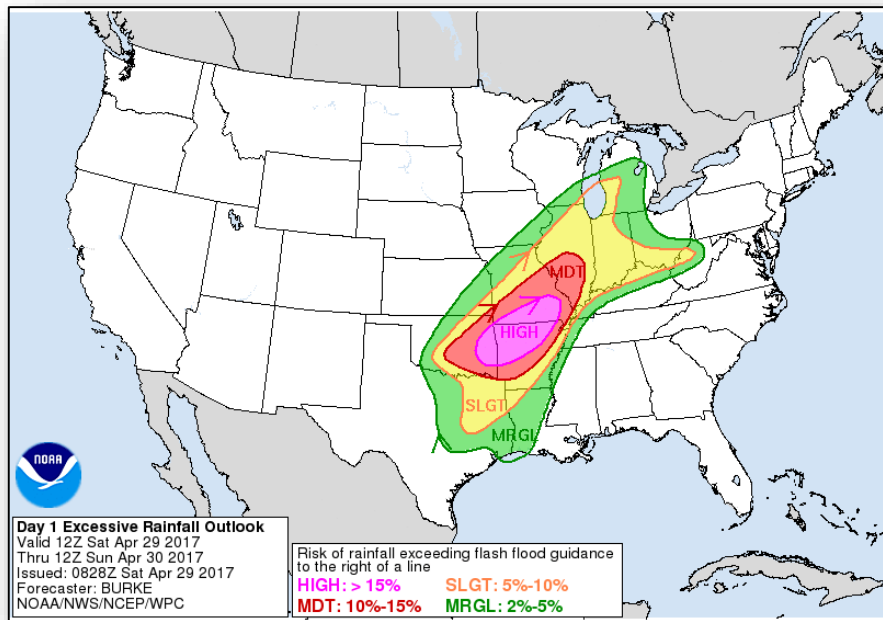 MDT
HIGH
SLGT
MRGL
NOAA
Day 1 Excessive Rainfall Outlook
Valid 12Z Sat Apr 29 2017
Thru 12Z Sun Apr 30 2017
Issued: 0828Z Sat Apr 29 2017
Forecaster: BURKE
NOAA/NWS/NCEP/WPC
Risk of rainfall exceeding flash flood guidance
to the right of a line
HIGH: > 15% SLGT: 5%-10%
MDT: 10%-15% MRGL: 2%-5%